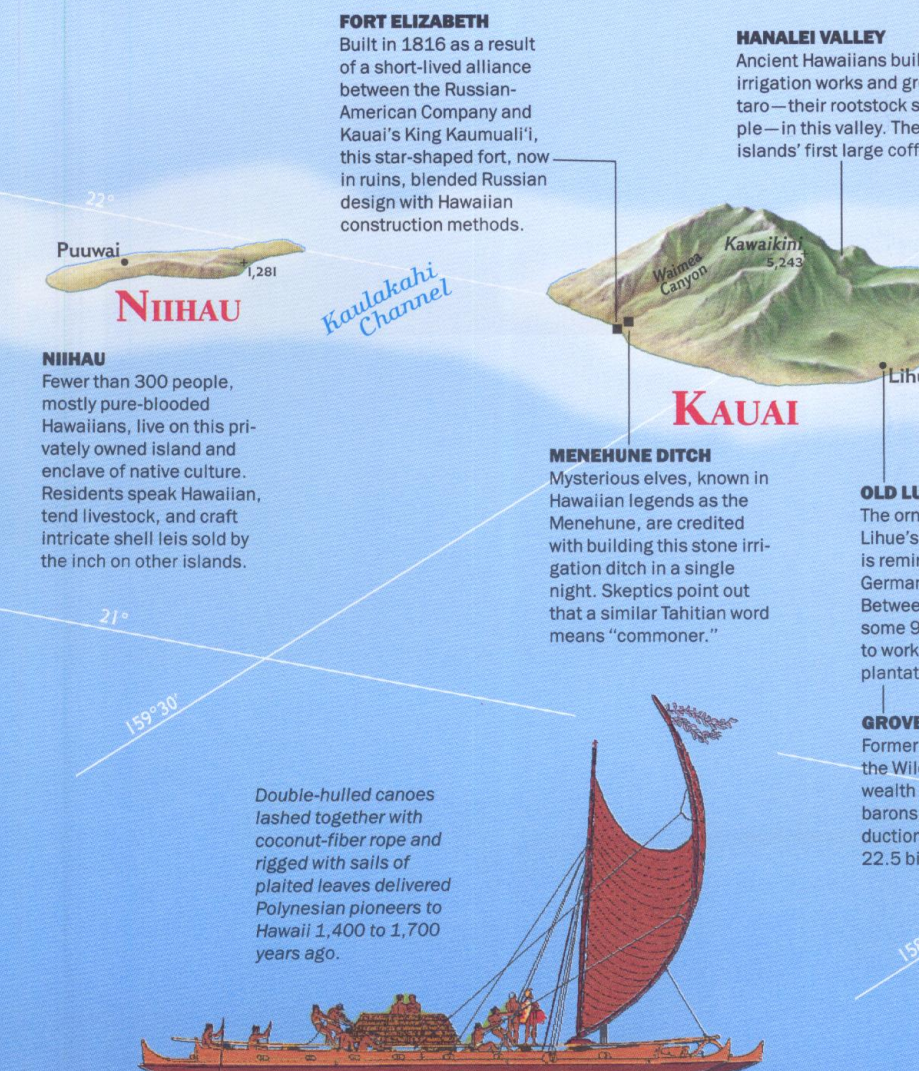 FORT ELIZABETH
Built in 1816 as a result
of a short-lived alliance
between the Russian-
American Company and
Kauai's King Kaumuali‘i,
this star-shaped fort, now
in ruins, blended Russian
design with Hawaiian
construction methods.
HANALEI VALLEY
Ancient Hawaiians buil
irrigation works and gr
taro—their rootstock s
ple—in this valley. The
islands' first large coff
22°
Puuwai
1,281
NIIHAU
Kaulakahi
Channel
Kawaikini
5,243
Waimea
Canyon
Lihu
KAUAI
NIIHAU
Fewer than 300 people,
mostly pure-blooded
Hawaiians, live on this pri-
vately owned island and
enclave of native culture.
Residents speak Hawaiian,
tend livestock, and craft
intricate shell leis sold by
the inch on other islands.
MENEHUNE DITCH
Mysterious elves, known in
Hawaiian legends as the
Menehune, are credited
with building this stone irri-
gation ditch in a single
night. Skeptics point out
that a similar Tahitian word
means “commoner.”
OLD LU
The orn
Lihue's
is remin
German
Between
some 9
to work
plantat
21°
159°30'
GROVE
Former
the Wil
wealth
barons
duction
22.5 bi
Double-hulled canoes
lashed together with
coconut-fiber rope and
rigged with sails of
plaited leaves delivered
Polynesian pioneers to
Hawaii 1,400 to 1,700
years ago.